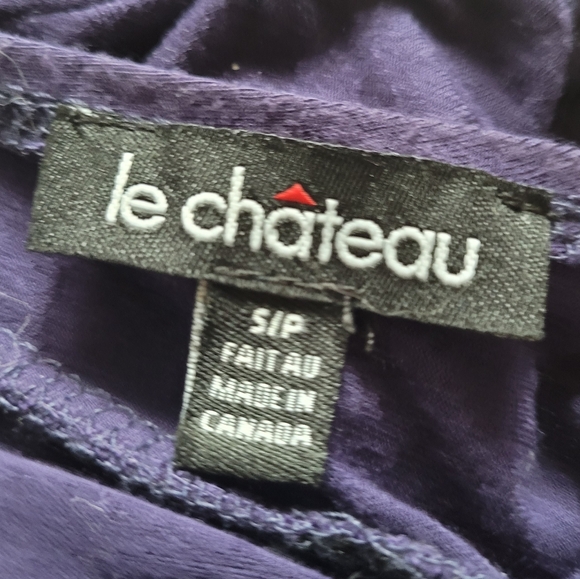 le château
S/P
FAIT AU
MADE IN
CANADA